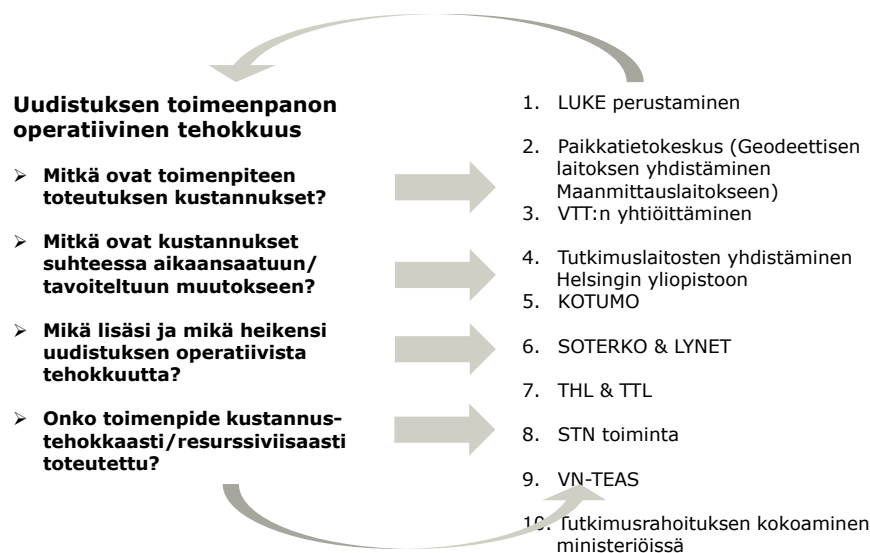 Uudistuksen toimeenpanon
operatiivinen tehokkuus
➢ Mitkä ovat toimenpiteen
toteutuksen kustannukset?
➢ Mitkä ovat kustannukset
suhteessa aikaansaatuun/
tavoiteltuun muutokseen?
➢ Mikä lisäsi ja mikä heikensi
uudistuksen operatiivista
tehokkuutta?
➢ Onko toimenpide kustannus-
tehokkaasti/resurssiviisaasti
toteutettu?
1. LUKE perustaminen
2. Paikkatietokeskus (Geodeettisen
laitoksen yhdistäminen
Maanmittauslaitokseen)
3. VTT:n yhtiöittäminen
4. Tutkimuslaitosten yhdistäminen
Helsingin yliopistoon
5. KOTUMO
6. SOTERKO & LYNET
7. THL & TTL
8. STN toiminta
9. VN-TEAS
10. Tutkimusrahoituksen kokoaminen
ministeriöissä